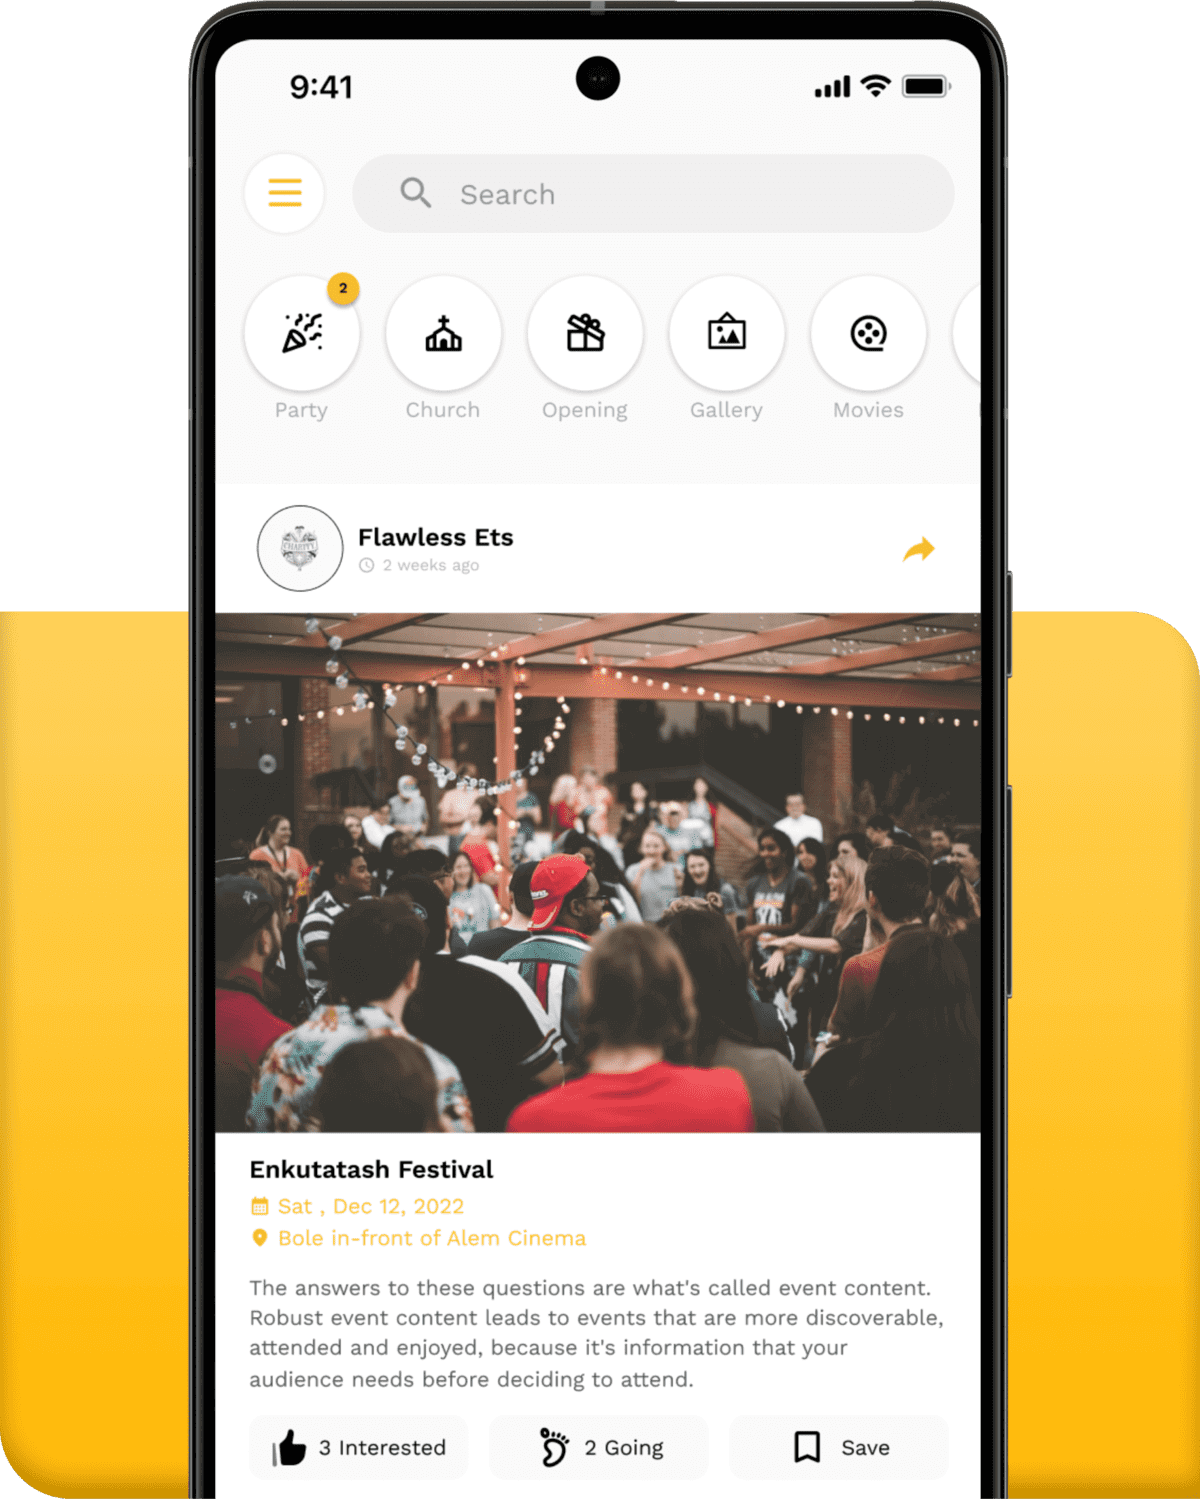 9:41
Search
2
Party
Church
Opening
Gallery
Movies
CHARITY
Flawless Ets
2 weeks ago
Enkutatash Festival
Sat , Dec 12, 2022
Bole in-front of Alem Cinema
The answers to these questions are what's called event content.
Robust event content leads to events that are more discoverable,
attended and enjoyed, because it's information that your
audience needs before deciding to attend.
3 Interested
2 Going
Save